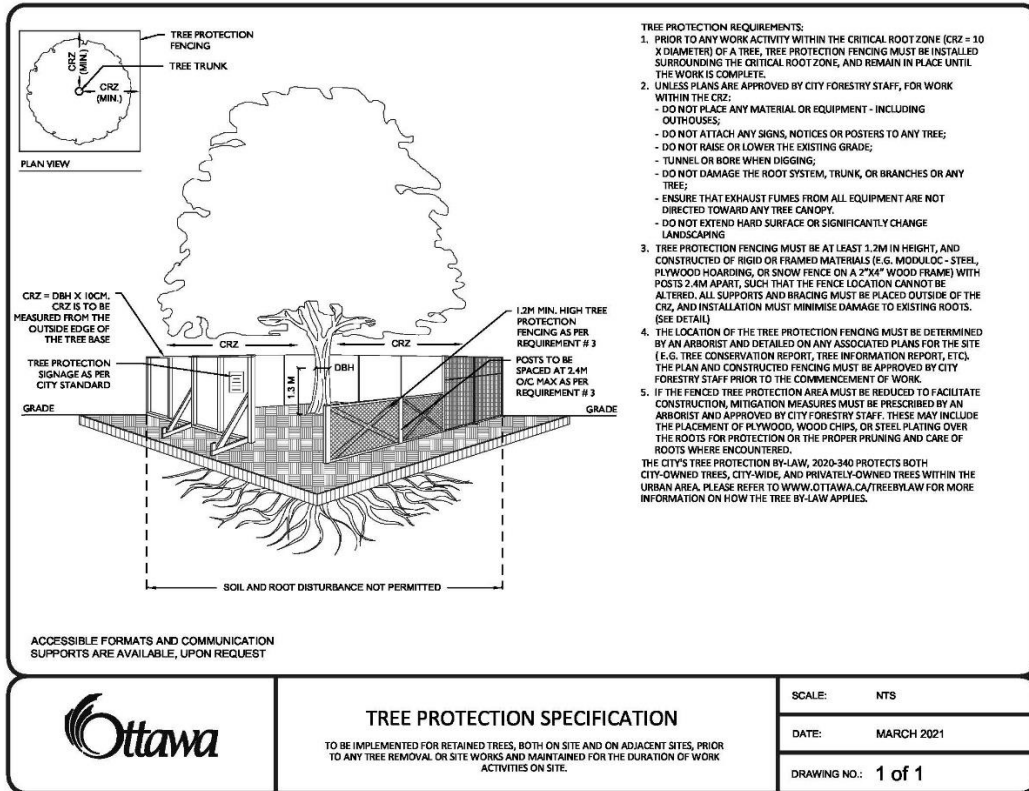 TREE PROTECTION
FENCING
TREE TRUNK
CRZ
(MIN.)
CRZ
(MIN.)
PLAN VIEW
CRZ = DBH X 10CM.
CRZ IS TO BE
MEASURED FROM THE
OUTSIDE EDGE OF
THE TREE BASE
TREE PROTECTION
SIGNAGE AS PER
CITY STANDARD
GRADE
CRZ
CRZ
DBH
1.3 M
1.2M MIN. HIGH TREE
PROTECTION
FENCING AS PER
REQUIREMENT # 3
POSTS TO BE
SPACED AT 2.4M
O/C MAX AS PER
REQUIREMENT # 3
GRADE
SOIL AND ROOT DISTURBANCE NOT PERMITTED
ACCESSIBLE FORMATS AND COMMUNICATION
SUPPORTS ARE AVAILABLE, UPON REQUEST
TREE PROTECTION REQUIREMENTS:
1. PRIOR TO ANY WORK ACTIVITY WITHIN THE CRITICAL ROOT ZONE (CRZ = 10
X DIAMETER) OF A TREE, TREE PROTECTION FENCING MUST BE INSTALLED
SURROUNDING THE CRITICAL ROOT ZONE, AND REMAIN IN PLACE UNTIL
THE WORK IS COMPLETE.
2. UNLESS PLANS ARE APPROVED BY CITY FORESTRY STAFF, FOR WORK
WITHIN THE CRZ:
- DO NOT PLACE ANY MATERIAL OR EQUIPMENT - INCLUDING
OUTHOUSES;
- DO NOT ATTACH ANY SIGNS, NOTICES OR POSTERS TO ANY TREE;
- DO NOT RAISE OR LOWER THE EXISTING GRADE;
- TUNNEL OR BORE WHEN DIGGING;
- DO NOT DAMAGE THE ROOT SYSTEM, TRUNK, OR BRANCHES OR ANY
TREE;
- ENSURE THAT EXHAUST FUMES FROM ALL EQUIPMENT ARE NOT
DIRECTED TOWARD ANY TREE CANOPY.
- DO NOT EXTEND HARD SURFACE OR SIGNIFICANTLY CHANGE
LANDSCAPING
3. TREE PROTECTION FENCING MUST BE AT LEAST 1.2M IN HEIGHT, AND
CONSTRUCTED OF RIGID OR FRAMED MATERIALS (E.G. MODULOC - STEEL,
PLYWOOD HOARDING, OR SNOW FENCE ON A 2"X4" WOOD FRAME) WITH
POSTS 2.4M APART, SUCH THAT THE FENCE LOCATION CANNOT BE
ALTERED. ALL SUPPORTS AND BRACING MUST BE PLACED OUTSIDE OF THE
CRZ, AND INSTALLATION MUST MINIMISE DAMAGE TO EXISTING ROOTS.
(SEE DETAIL)
4. THE LOCATION OF THE TREE PROTECTION FENCING MUST BE DETERMINED
BY AN ARBORIST AND DETAILED ON ANY ASSOCIATED PLANS FOR THE SITE
( E.G. TREE CONSERVATION REPORT, TREE INFORMATION REPORT, ETC).
THE PLAN AND CONSTRUCTED FENCING MUST BE APPROVED BY CITY
FORESTRY STAFF PRIOR TO THE COMMENCEMENT OF WORK.
5. IF THE FENCED TREE PROTECTION AREA MUST BE REDUCED TO FACILITATE
CONSTRUCTION, MITIGATION MEASURES MUST BE PRESCRIBED BY AN
ARBORIST AND APPROVED BY CITY FORESTRY STAFF. THESE MAY INCLUDE
THE PLACEMENT OF PLYWOOD, WOOD CHIPS, OR STEEL PLATING OVER
THE ROOTS FOR PROTECTION OR THE PROPER PRUNING AND CARE OF
ROOTS WHERE ENCOUNTERED.
THE CITY'S TREE PROTECTION BY-LAW, 2020-340 PROTECTS BOTH
CITY-OWNED TREES, CITY-WIDE, AND PRIVATELY-OWNED TREES WITHIN THE
URBAN AREA. PLEASE REFER TO WWW.OTTAWA.CA/TREEBYLAW FOR MORE
INFORMATION ON HOW THE TREE BY-LAW APPLIES.
Ottawa
TREE PROTECTION SPECIFICATION
TO BE IMPLEMENTED FOR RETAINED TREES, BOTH ON SITE AND ON ADJACENT SITES, PRIOR
TO ANY TREE REMOVAL OR SITE WORKS AND MAINTAINED FOR THE DURATION OF WORK
ACTIVITIES ON SITE.
SCALE: NTS
DATE: MARCH 2021
DRAWING NO.: 1 of 1